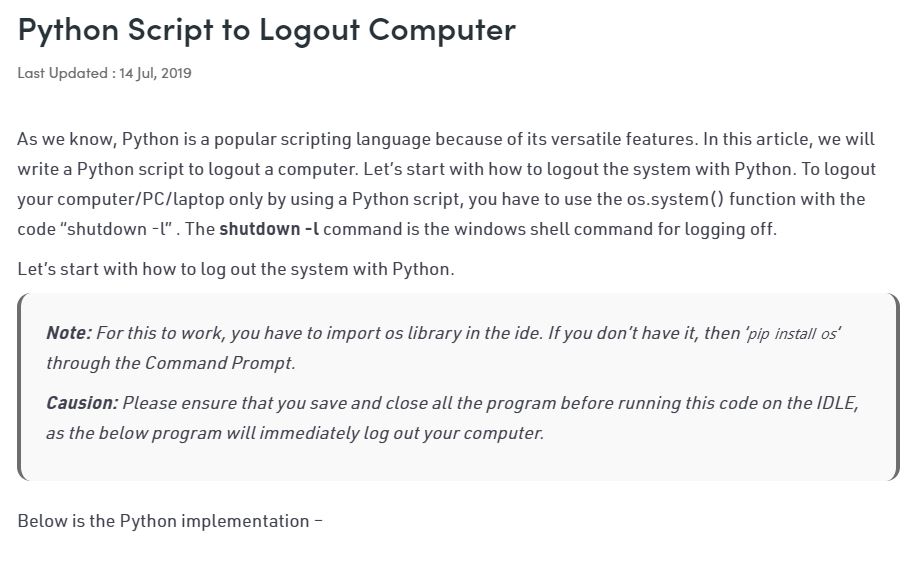 Python Script to Logout Computer
Last Updated : 14 Jul, 2019
As we know, Python is a popular scripting language because of its versatile features. In this article, we will
write a Python script to logout a computer. Let’s start with how to logout the system with Python. To logout
your computer/PC/laptop only by using a Python script, you have to use the os.system() function with the
code “shutdown -l” . The shutdown -l command is the windows shell command for logging off.
Let’s start with how to log out the system with Python.
Note: For this to work, you have to import os library in the ide. If you don’t have it, then ‘pip install os‘
through the Command Prompt.
Causion: Please ensure that you save and close all the program before running this code on the IDLE,
as the below program will immediately log out your computer.
Below is the Python implementation –